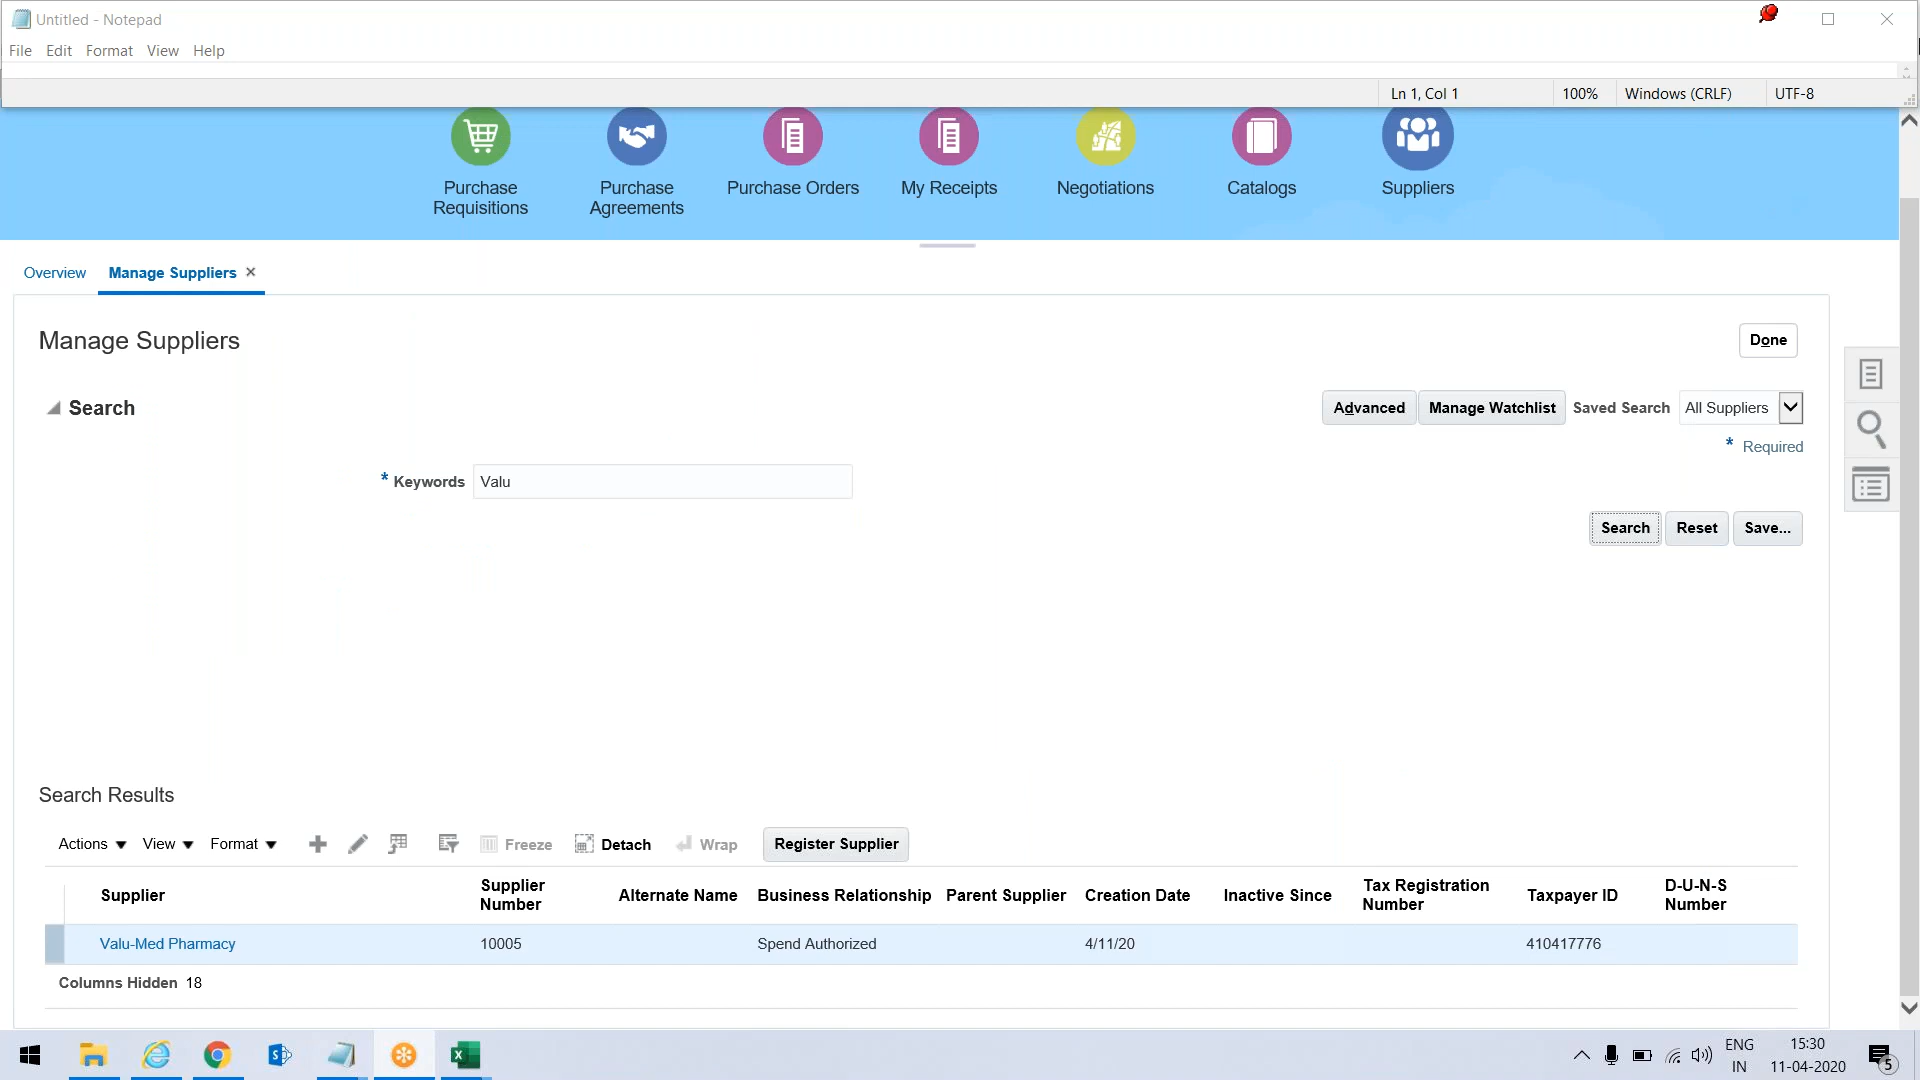 Untitled - Notepad
File Edit Format View Help
Ln 1, Col 1 100% Windows (CRLF) UTF-8
Purchase Requisitions
Purchase Agreements
Purchase Orders
My Receipts
Negotiations
Catalogs
Suppliers
Overview Manage Suppliers
Manage Suppliers
Done
Search
Advanced Manage Watchlist Saved Search All Suppliers
* Required
* Keywords Valu
Search Reset Save...
Search Results
Actions View Format Freeze Detach Wrap Register Supplier
Supplier Supplier Number Alternate Name Business Relationship Parent Supplier Creation Date Inactive Since Tax Registration Number Taxpayer ID D-U-N-S Number
Valu-Med Pharmacy 10005 Spend Authorized 4/11/20 410417776
Columns Hidden 18
ENG 15:30
IN 11-04-2020 5